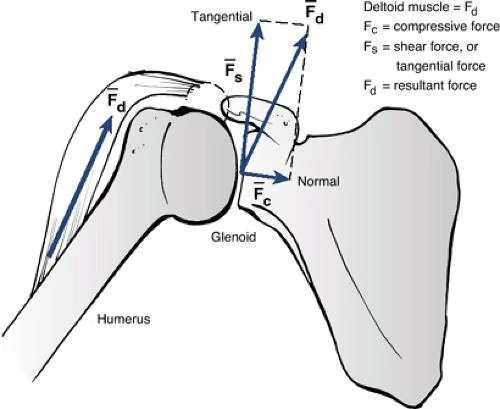 Tangential
F̅d
Deltoid muscle = Fd
Fc = compressive force
Fs = shear force, or
tangential force
Fd = resultant force
F̅s
F̅d
Normal
F̅c
Glenoid
Humerus